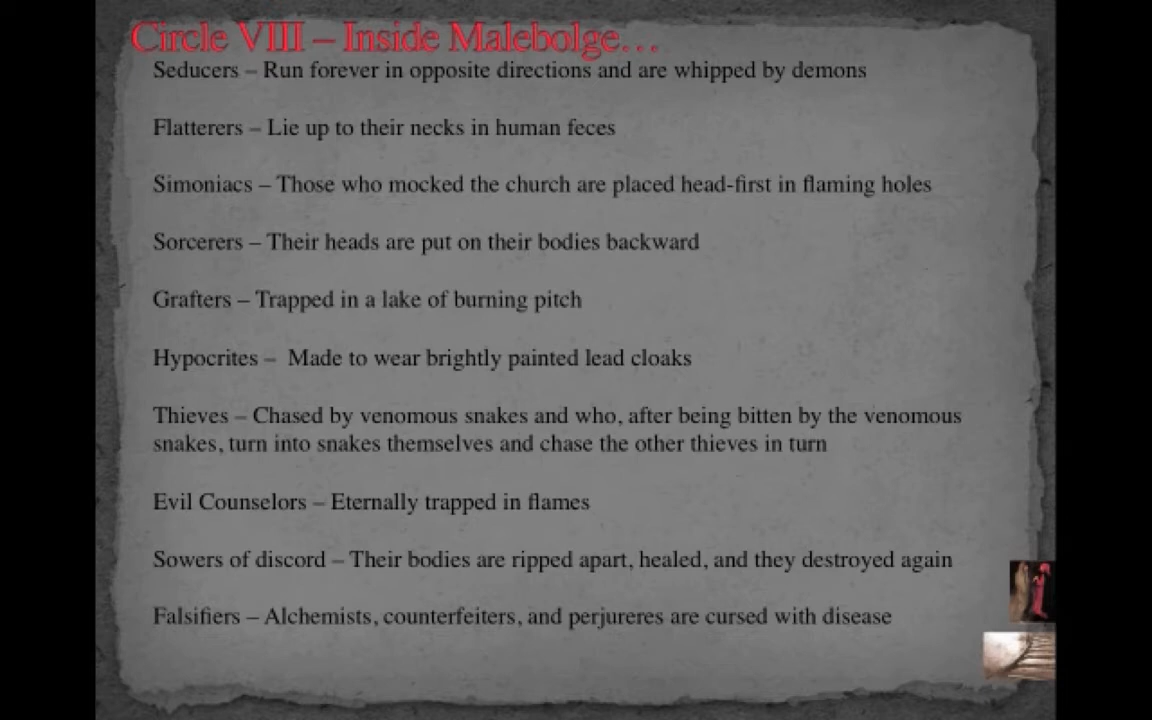 Circle VIII – Inside Malebolge…
Seducers – Run forever in opposite directions and are whipped by demons
Flatterers – Lie up to their necks in human feces
Simoniacs – Those who mocked the church are placed head-first in flaming holes
Sorcerers – Their heads are put on their bodies backward
Grafters – Trapped in a lake of burning pitch
Hypocrites –  Made to wear brightly painted lead cloaks
Thieves – Chased by venomous snakes and who, after being bitten by the venomous
snakes, turn into snakes themselves and chase the other thieves in turn
Evil Counselors – Eternally trapped in flames
Sowers of discord – Their bodies are ripped apart, healed, and they destroyed again
Falsifiers – Alchemists, counterfeiters, and perjureres are cursed with disease